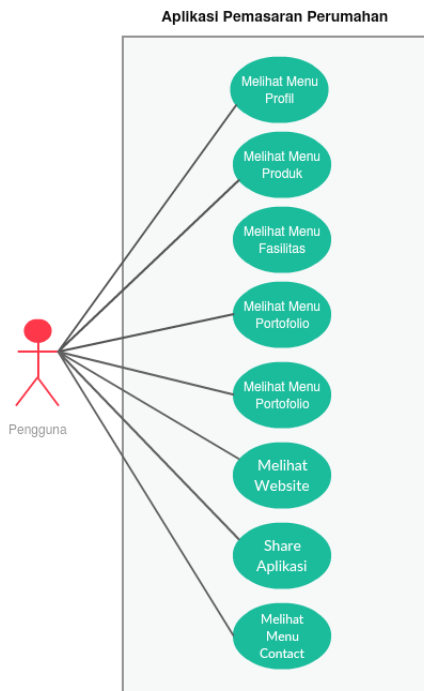 Aplikasi Pemasaran Perumahan
Melihat Menu
Profil
Melihat Menu
Produk
Melihat Menu
Fasilitas
Melihat Menu
Portofolio
Melihat Menu
Portofolio
Pengguna
Melihat
Website
Share
Aplikasi
Melihat
Menu
Contact